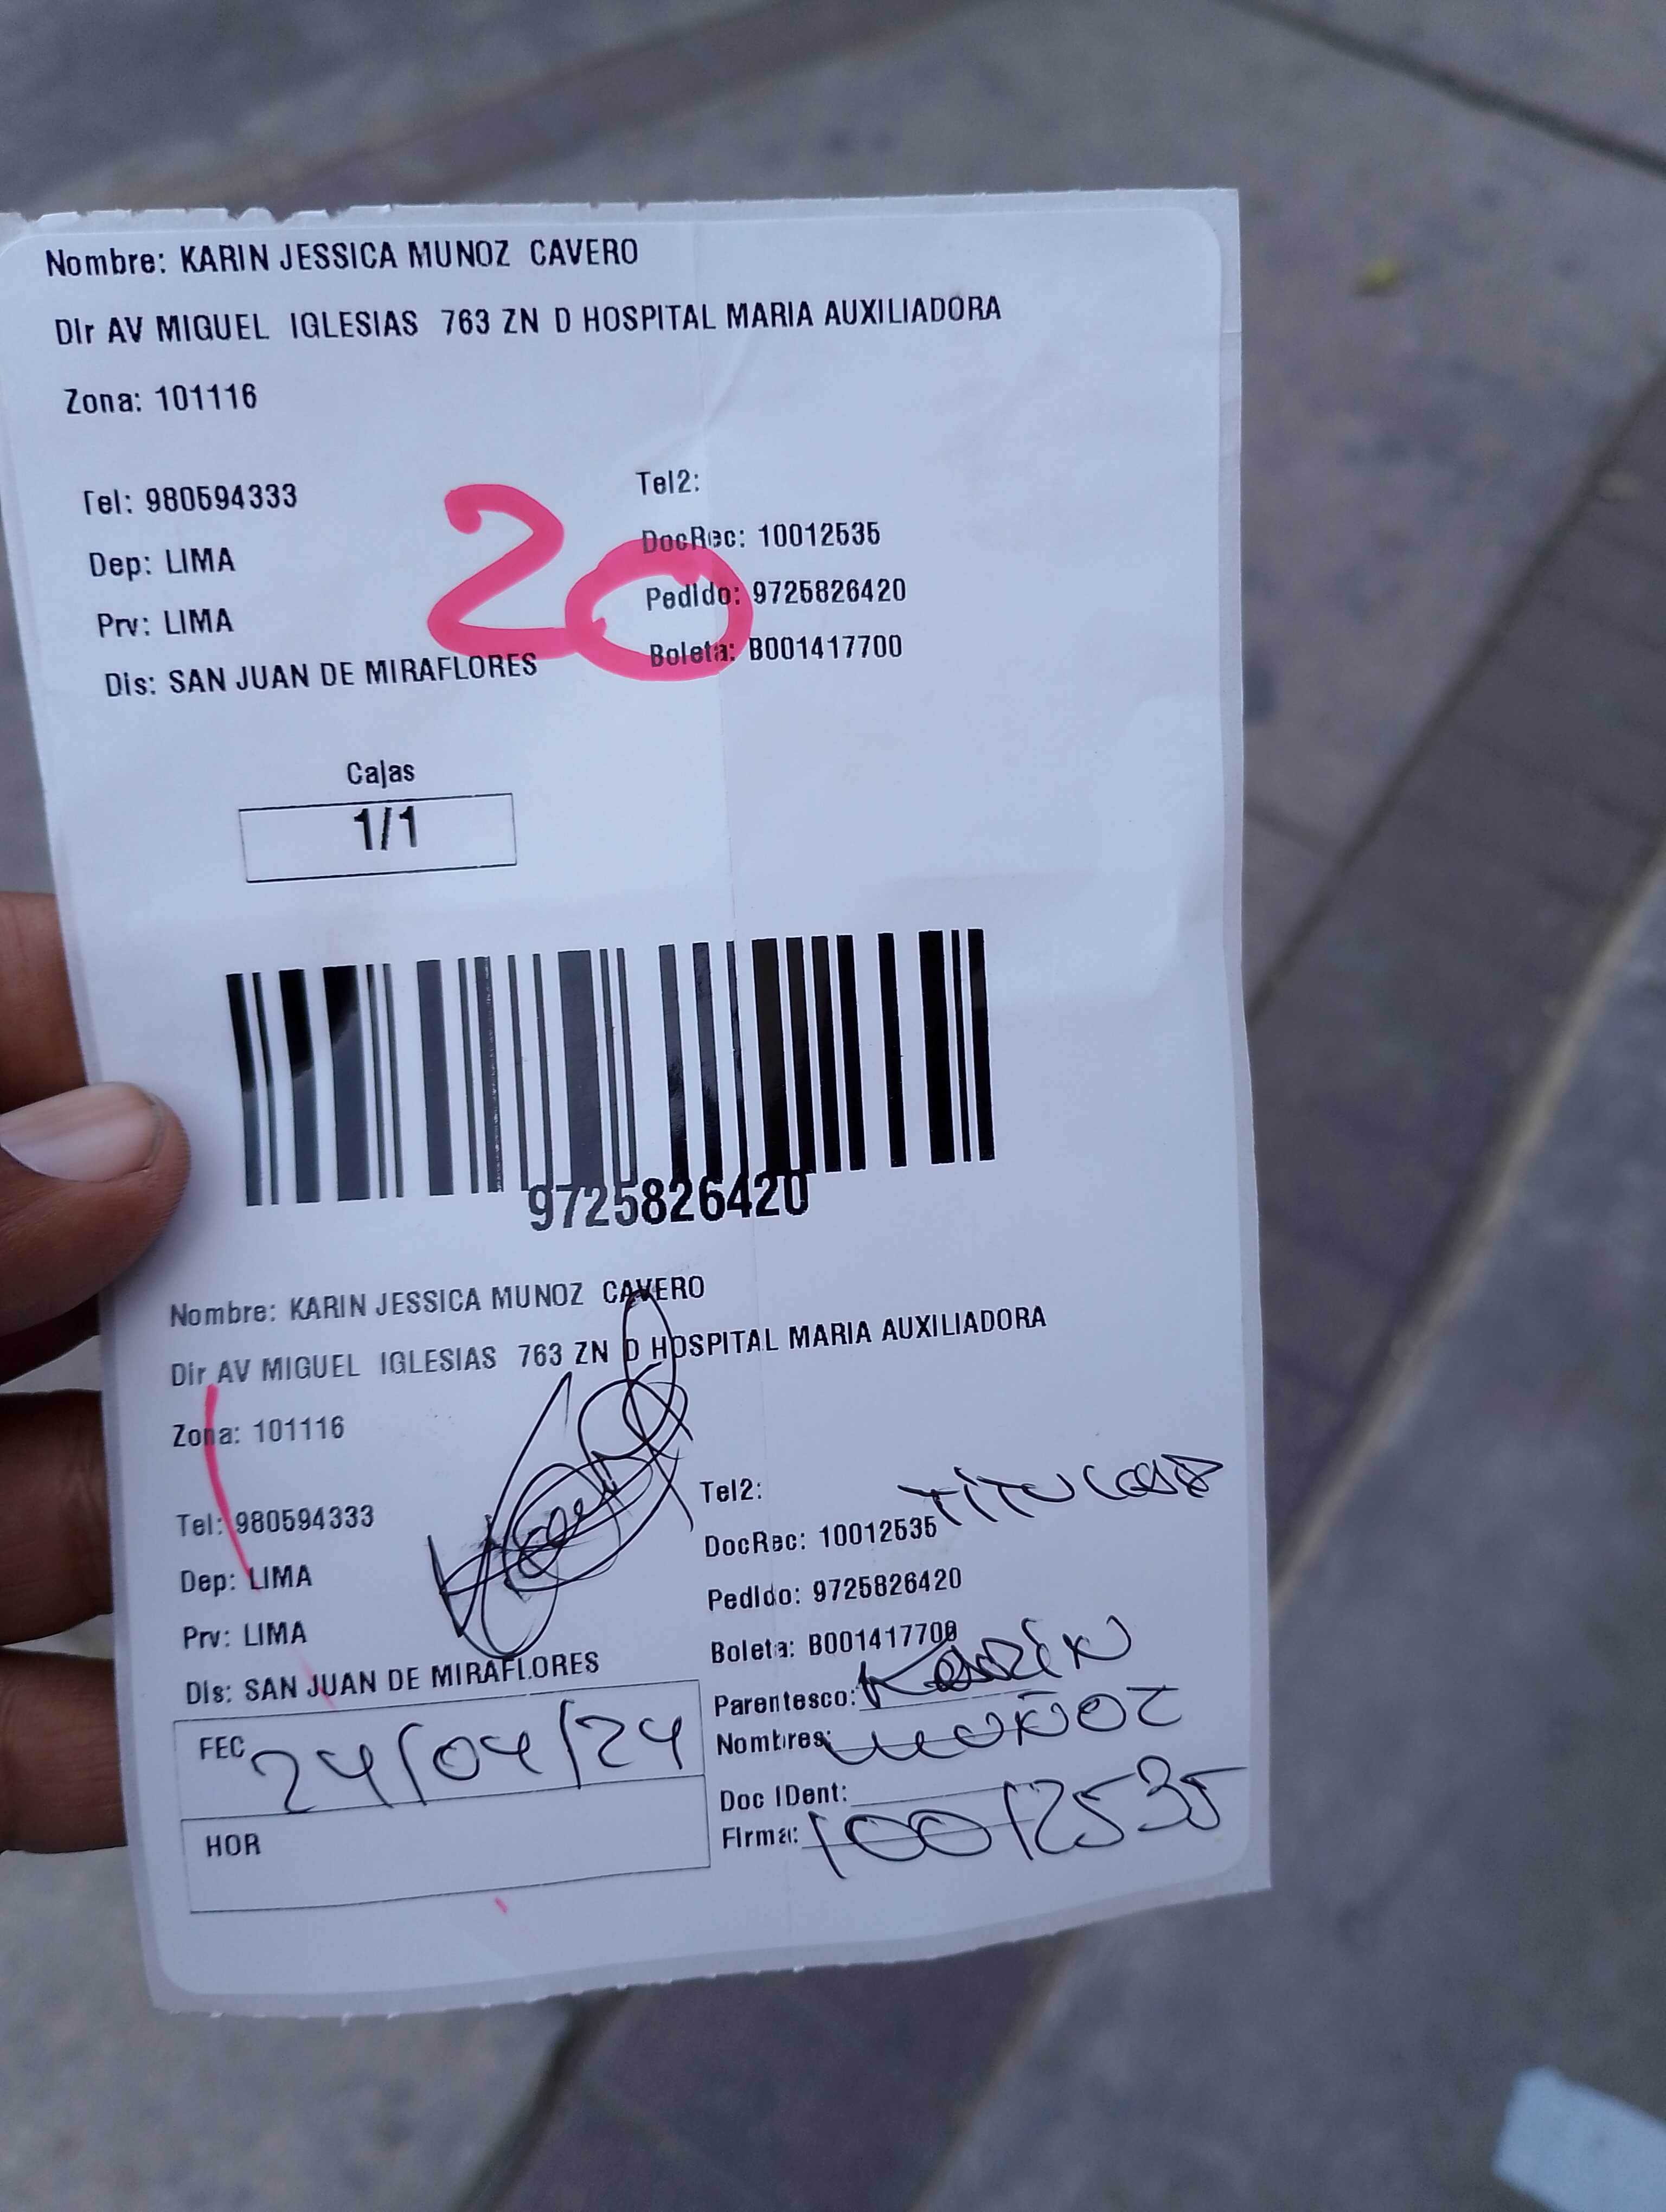 Nombre: KARIN JESSICA MUNOZ CAVERO
Dir AV MIGUEL IGLESIAS 763 ZN D HOSPITAL MARIA AUXILIADORA
Zona: 101116
Tel: 980594333
Tel2:
Dep: LIMA
DocRec: 10012535
Prv: LIMA
Pedido: 9725826420
Dis: SAN JUAN DE MIRAFLORES
Boleta: B001417700
20
Cajas
1/1
9725826420
Nombre: KARIN JESSICA MUNOZ CAVERO
Dir AV MIGUEL IGLESIAS 763 ZN D HOSPITAL MARIA AUXILIADORA
Zona: 101116
Tel: 980594333
Tel2:
Dep: LIMA
DocRec: 10012535
Prv: LIMA
Pedido: 9725826420
Dis: SAN JUAN DE MIRAFLORES
Boleta: B001417700
Parentesco: KARIN
Nombres: MUÑOZ
Doc IDent:
Firma: 10012535
FEC 24/04/24
HOR